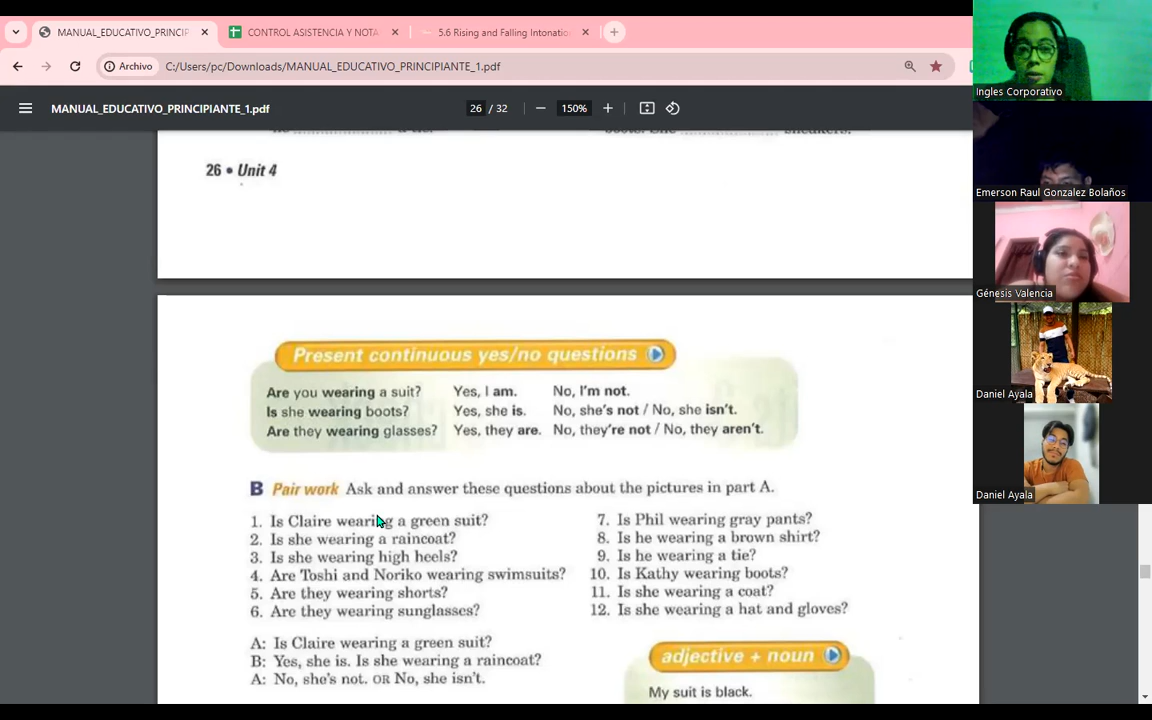 MANUAL_EDUCATIVO_PRINCIP
CONTROL ASISTENCIA Y NOTA
5.6 Rising and Falling Intonatio
Archivo
C:/Users/pc/Downloads/MANUAL_EDUCATIVO_PRINCIPIANTE_1.pdf
MANUAL_EDUCATIVO_PRINCIPIANTE_1.pdf
26 / 32
150%
a tie.
boots. She sneakers.
26 • Unit 4
Present continuous yes/no questions
Are you wearing a suit? Yes, I am. No, I'm not.
Is she wearing boots? Yes, she is. No, she's not / No, she isn't.
Are they wearing glasses? Yes, they are. No, they're not / No, they aren't.
B Pair work Ask and answer these questions about the pictures in part A.
1. Is Claire wearing a green suit?
2. Is she wearing a raincoat?
3. Is she wearing high heels?
4. Are Toshi and Noriko wearing swimsuits?
5. Are they wearing shorts?
6. Are they wearing sunglasses?
7. Is Phil wearing gray pants?
8. Is he wearing a brown shirt?
9. Is he wearing a tie?
10. Is Kathy wearing boots?
11. Is she wearing a coat?
12. Is she wearing a hat and gloves?
A: Is Claire wearing a green suit?
B: Yes, she is. Is she wearing a raincoat?
A: No, she's not. OR No, she isn't.
adjective + noun
My suit is black.
Ingles Corporativo
Emerson Raul Gonzalez Bolaños
Génesis Valencia
Daniel Ayala
Daniel Ayala